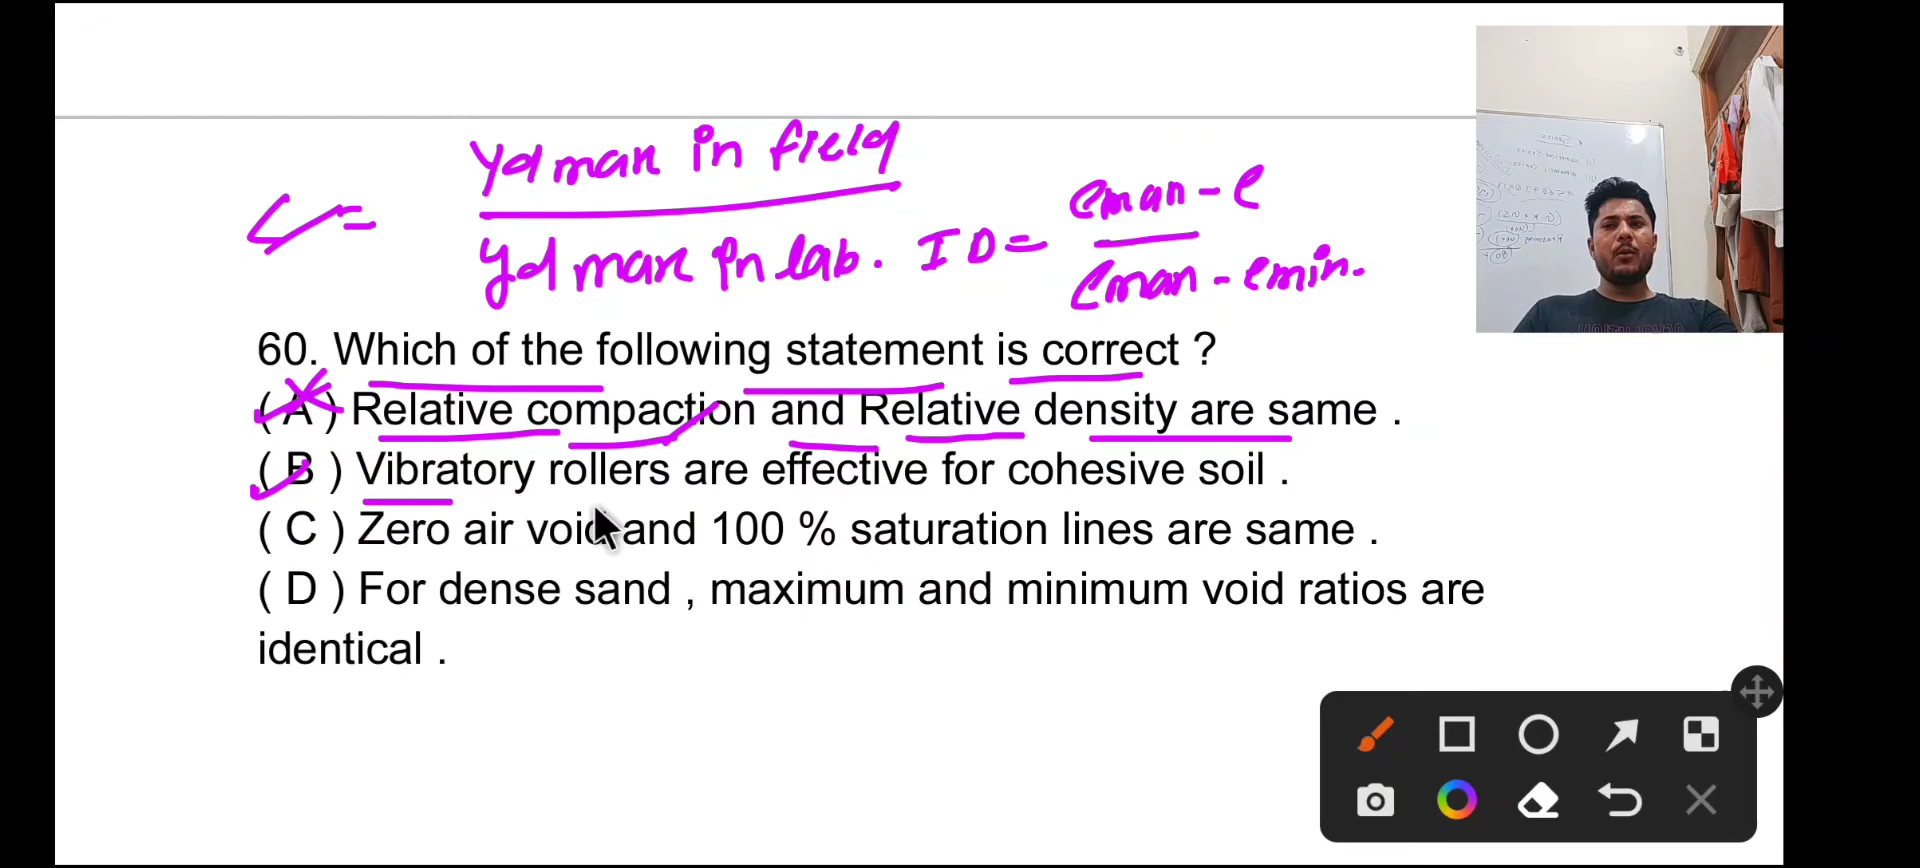 γd max in field
γd max in lab. ID = emax - e
emax - emin.
60. Which of the following statement is correct ?
( A ) Relative compaction and Relative density are same .
( B ) Vibratory rollers are effective for cohesive soil .
( C ) Zero air void and 100 % saturation lines are same .
( D ) For dense sand , maximum and minimum void ratios are
identical .